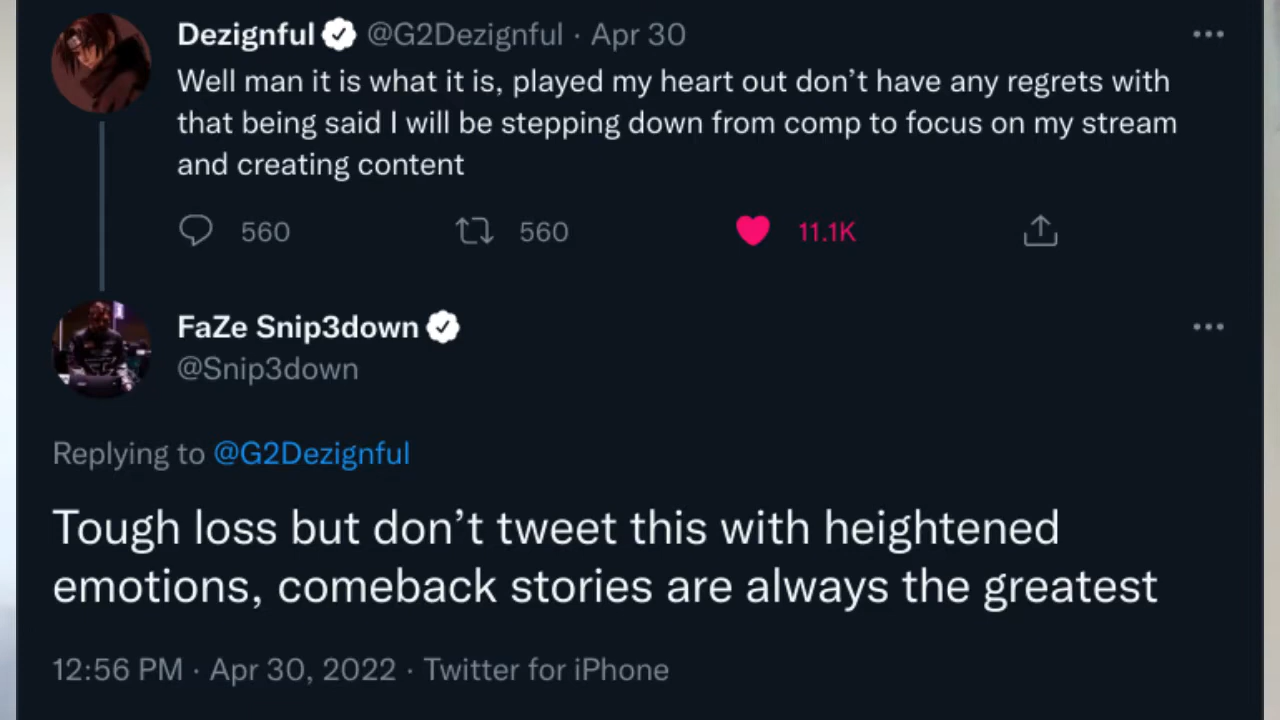 Dezignful @G2Dezignful · Apr 30
Well man it is what it is, played my heart out don’t have any regrets with
that being said I will be stepping down from comp to focus on my stream
and creating content
560 560 11.1K
FaZe Snip3down
@Snip3down
Replying to @G2Dezignful
Tough loss but don’t tweet this with heightened
emotions, comeback stories are always the greatest
12:56 PM · Apr 30, 2022 · Twitter for iPhone